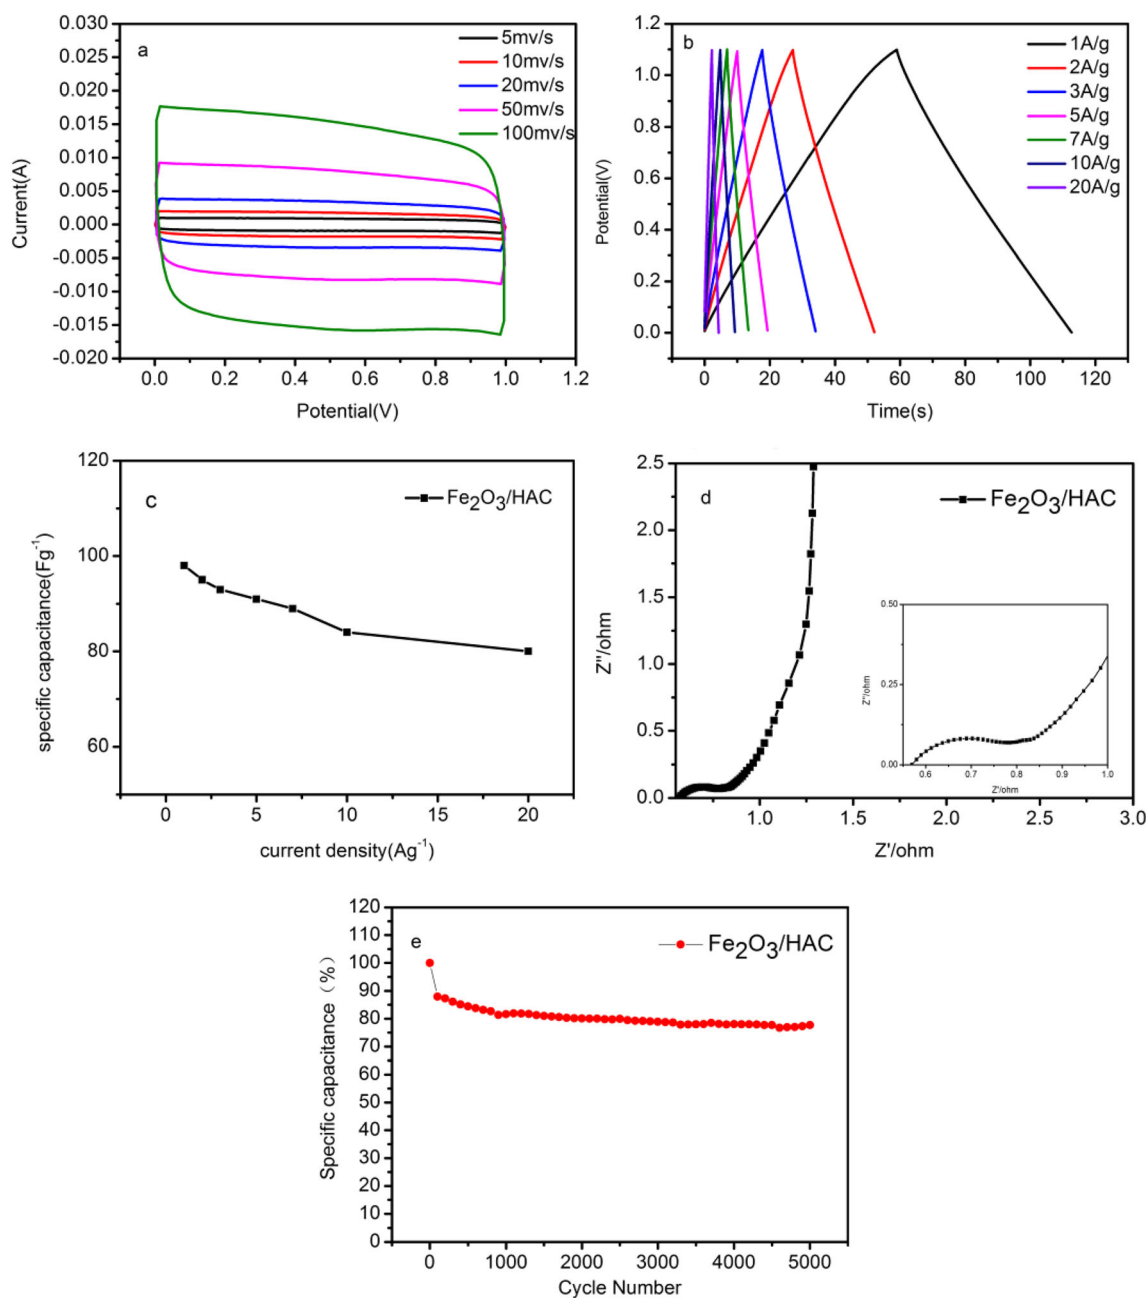 a
5mv/s
10mv/s
20mv/s
50mv/s
100mv/s
0.030
0.025
0.020
0.015
0.010
0.005
0.000
-0.005
-0.010
-0.015
-0.020
Current(A)
0.0 0.2 0.4 0.6 0.8 1.0 1.2
Potential(V)
b
1A/g
2A/g
3A/g
5A/g
7A/g
10A/g
20A/g
1.2
1.0
0.8
0.6
0.4
0.2
0.0
Potential(V)
0 20 40 60 80 100 120
Time(s)
c
Fe₂O₃/HAC
120
100
80
60
specific capacitance(Fg⁻¹)
0 5 10 15 20
current density(Ag⁻¹)
d
Fe₂O₃/HAC
2.5
2.0
1.5
1.0
0.5
0.0
Z''/ohm
1.0 1.5 2.0 2.5 3.0
Z'/ohm
0.50
0.25
0.00
Z''/ohm
0.6 0.7 0.8 0.9 1.0
Z'/ohm
e
Fe₂O₃/HAC
120
110
100
90
80
70
60
50
40
30
20
10
0
Specific capacitance（%）
0 1000 2000 3000 4000 5000
Cycle Number